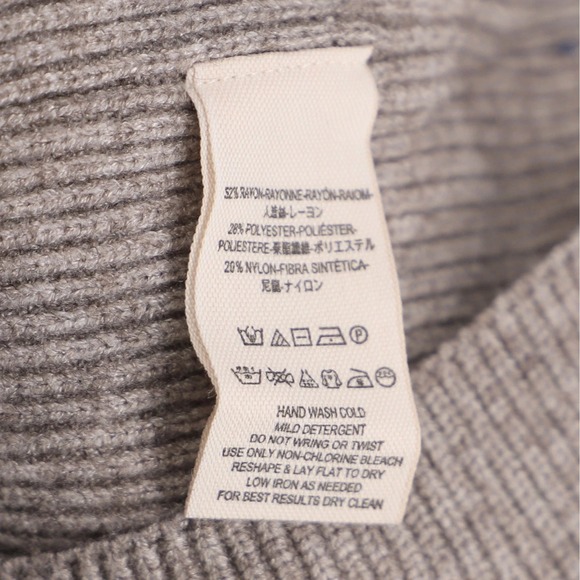 52% RAYON-RAYONNE-RAYÓN-RAIOM-
人造絲-レーヨン
28% POLYESTER-POLIÉSTER-
POLIESTERE-聚酯纖維-ポリエステル
20% NYLON-FIBRA SINTÉTICA-
尼龍-ナイロン
P
HAND WASH COLD
MILD DETERGENT
DO NOT WRING OR TWIST
USE ONLY NON-CHLORINE BLEACH
RESHAPE & LAY FLAT TO DRY
LOW IRON AS NEEDED
FOR BEST RESULTS DRY CLEAN